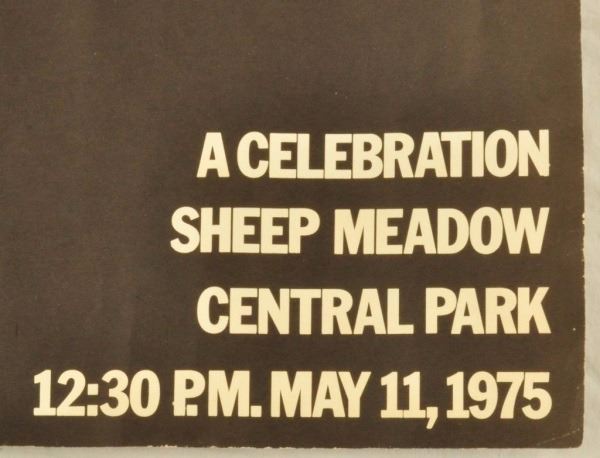 A CELEBRATION
SHEEP MEADOW
CENTRAL PARK
12:30 P.M. MAY 11, 1975